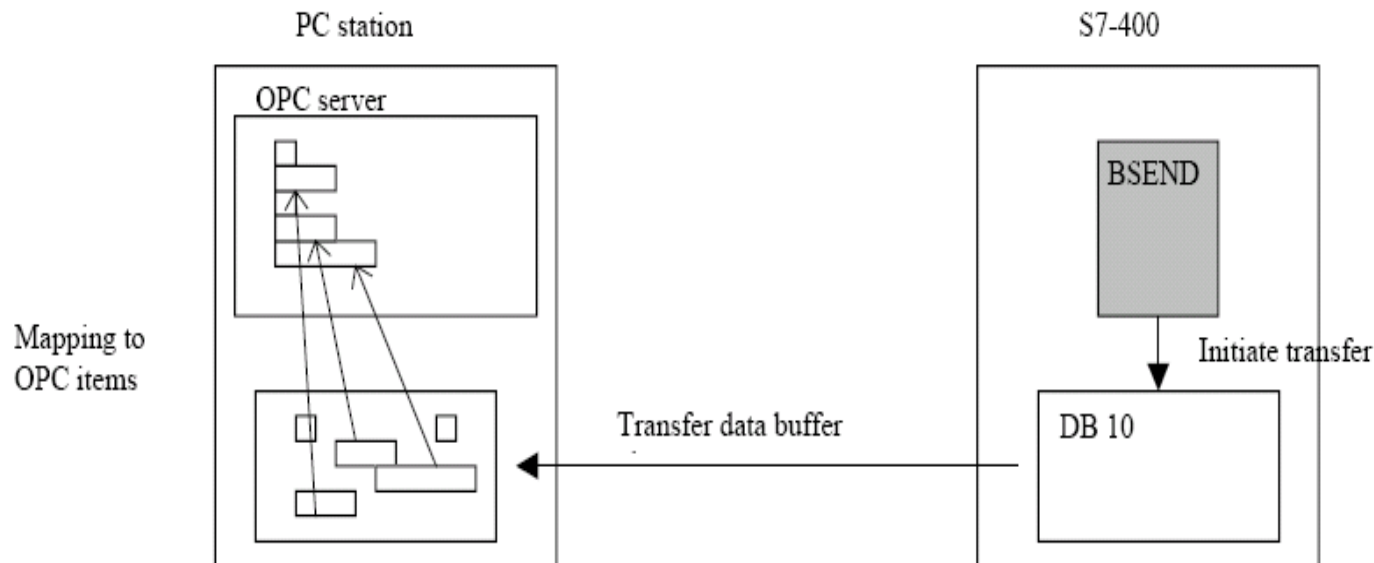 PC station
S7-400
OPC server
BSEND
Mapping to
OPC items
Initiate transfer
Transfer data buffer
DB 10